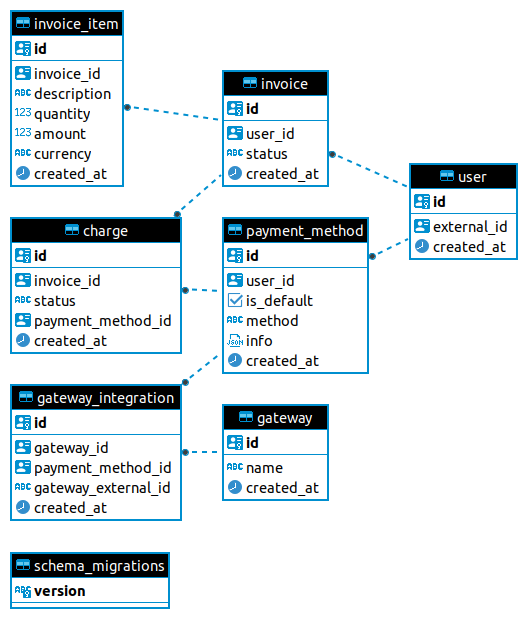 invoice_item
id
invoice_id
ABC description
123 quantity
123 amount
ABC currency
created_at
invoice
id
user_id
ABC status
created_at
user
id
external_id
created_at
charge
id
invoice_id
ABC status
payment_method_id
created_at
payment_method
id
user_id
is_default
ABC method
JSON info
created_at
gateway_integration
id
gateway_id
payment_method_id
ABC gateway_external_id
created_at
gateway
id
ABC name
created_at
schema_migrations
ABC version